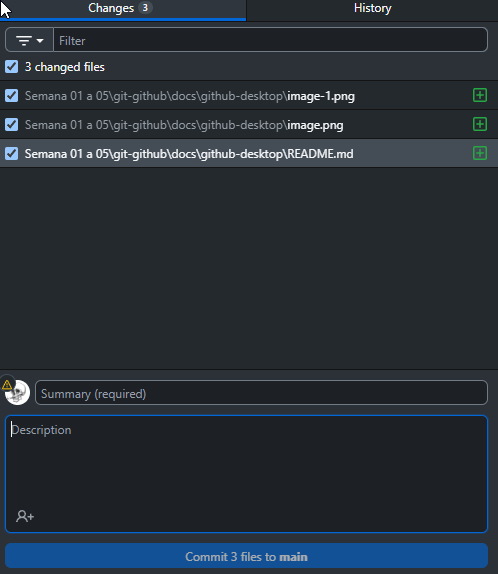 Changes 3 History
Filter
3 changed files
Semana 01 a 05\git-github\docs\github-desktop\image-1.png
Semana 01 a 05\git-github\docs\github-desktop\image.png
Semana 01 a 05\git-github\docs\github-desktop\README.md
Summary (required)
Description
Commit 3 files to main